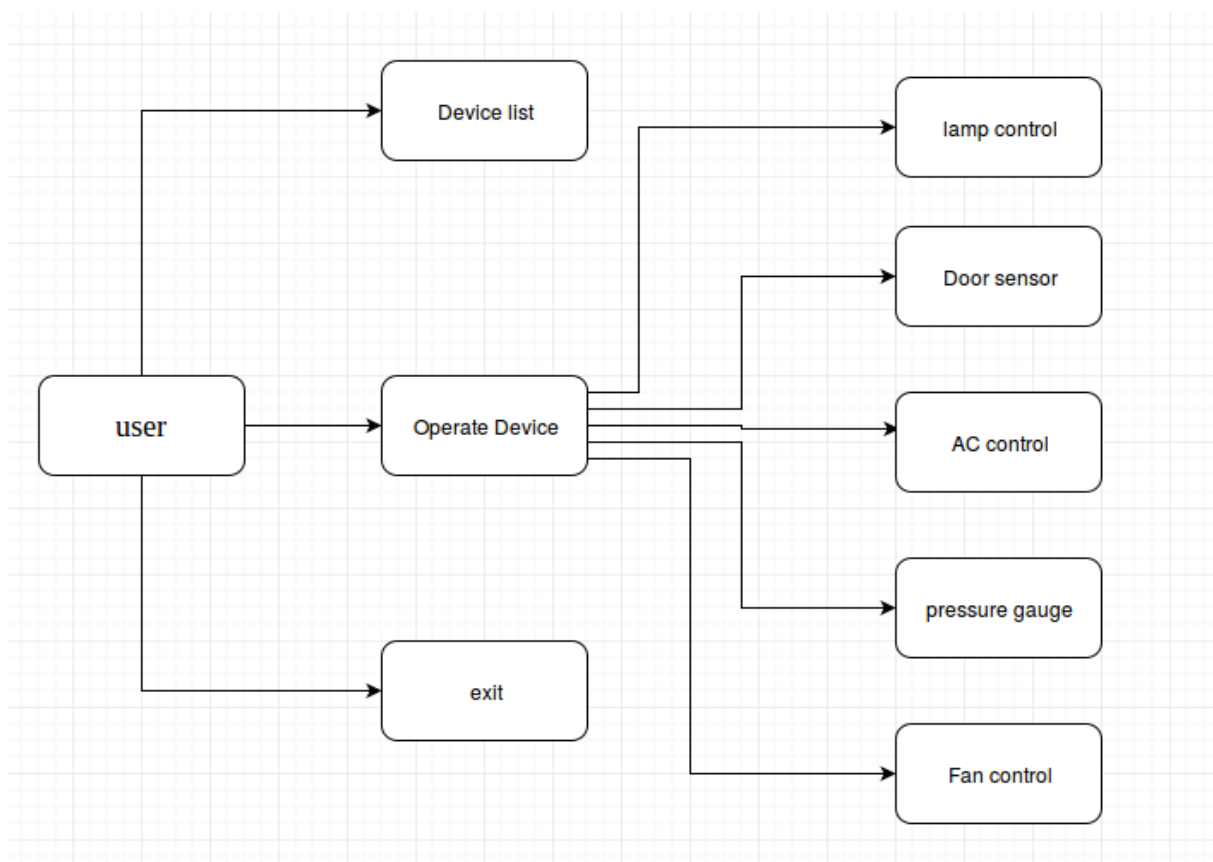 Device list
lamp control
Door sensor
user
Operate Device
AC control
pressure gauge
exit
Fan control